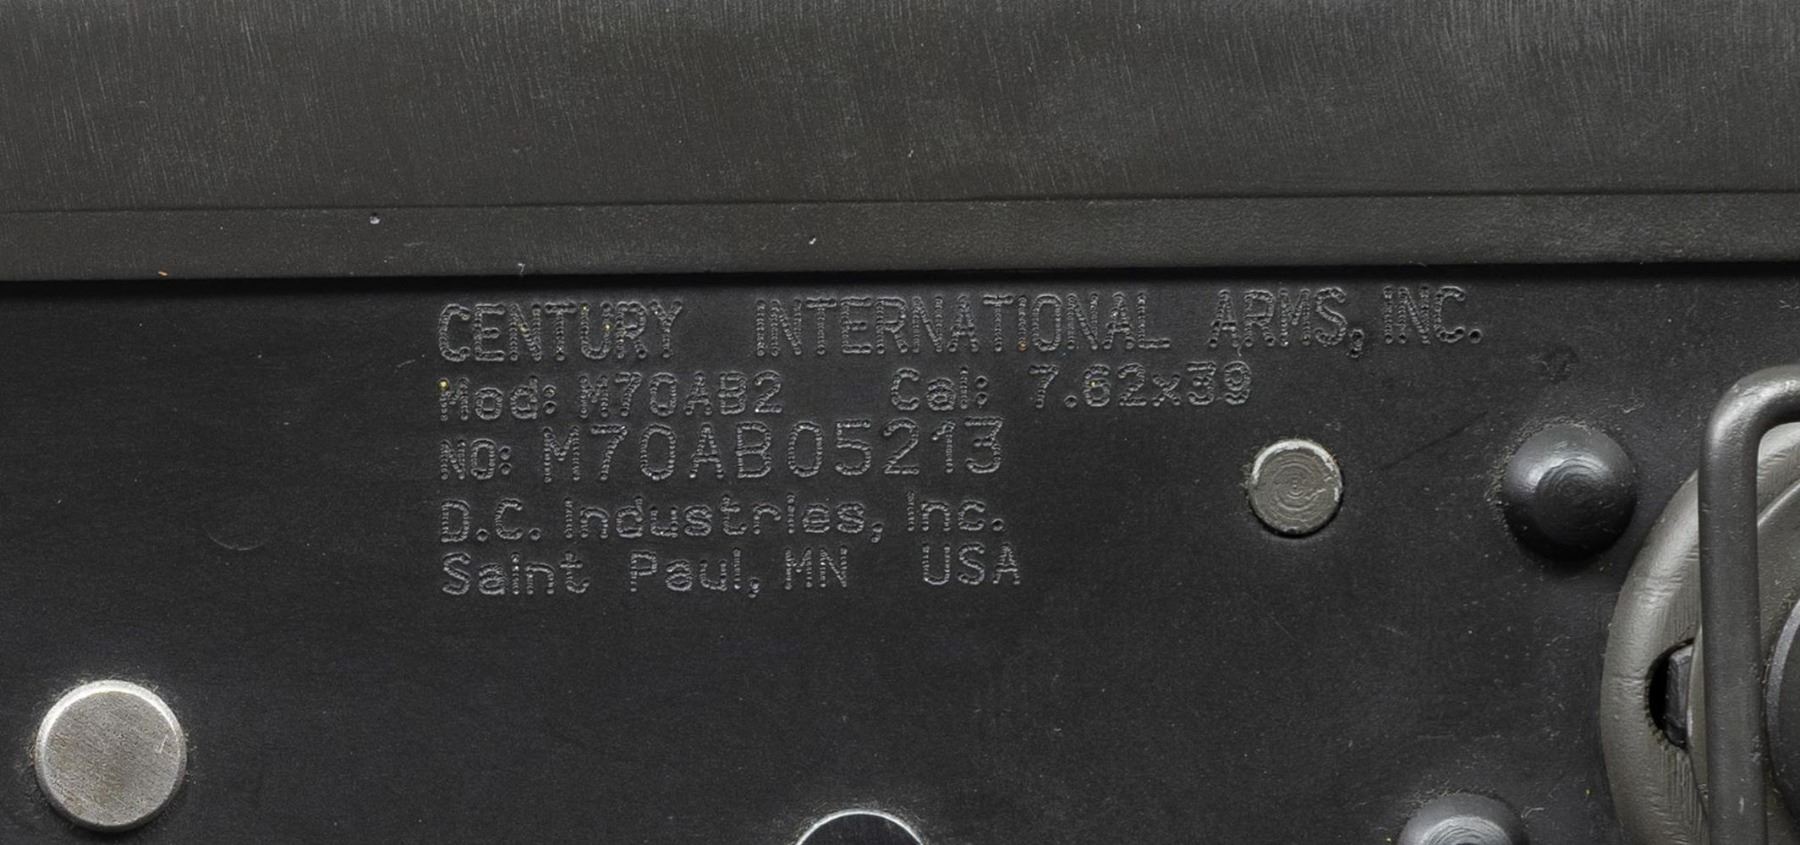 CENTURY INTERNATIONAL ARMS, INC.
Mod: M70AB2 Cal: 7.62x39
NO: M70AB05213
D.C. Industries, Inc.
Saint Paul, MN USA